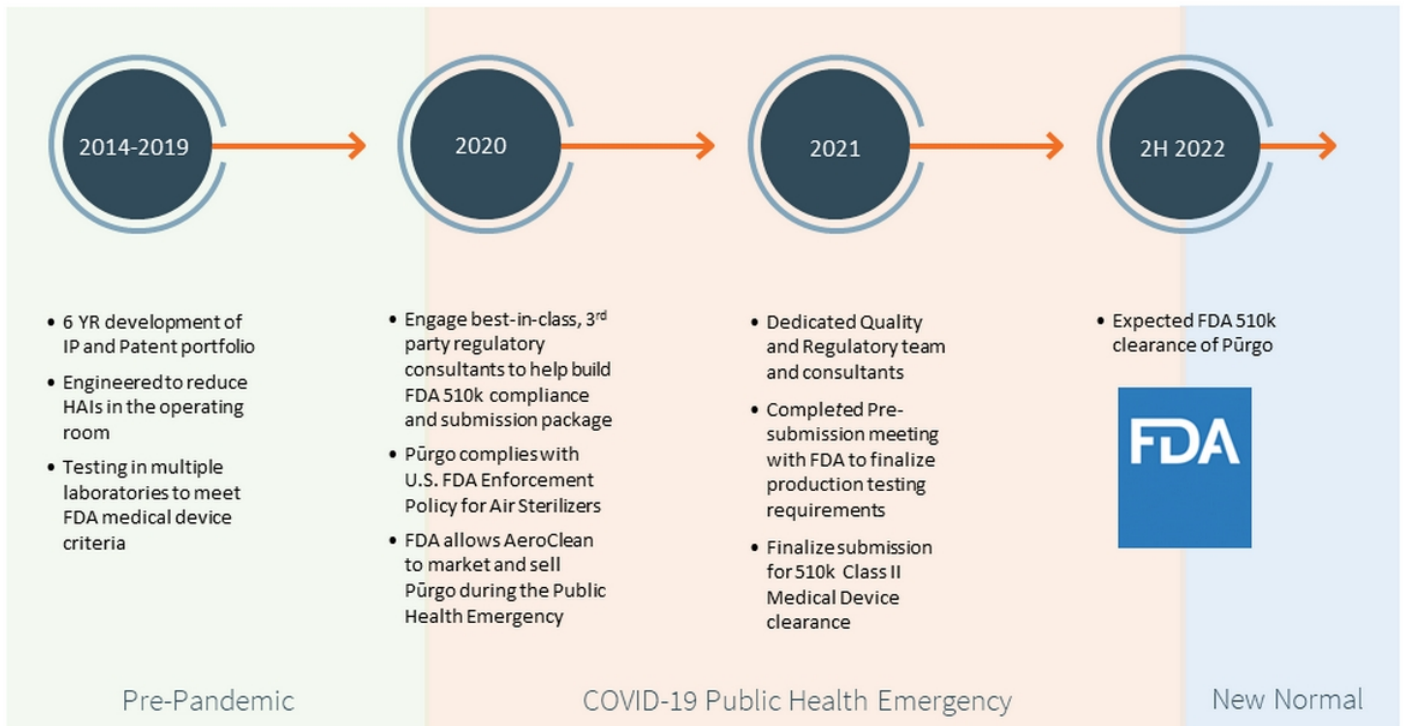 2014-2019
2020
2021
2H 2022
• 6 YR development of
IP and Patent portfolio
• Engineered to reduce
HAIs in the operating
room
• Testing in multiple
laboratories to meet
FDA medical device
criteria
• Engage best-in-class, 3rd
party regulatory
consultants to help build
FDA 510k compliance
and submission package
• Pūrgo complies with
U.S. FDA Enforcement
Policy for Air Sterilizers
• FDA allows AeroClean
to market and sell
Pūrgo during the Public
Health Emergency
• Dedicated Quality
and Regulatory team
and consultants
• Completed Pre-
submission meeting
with FDA to finalize
production testing
requirements
• Finalize submission
for 510k Class II
Medical Device
clearance
• Expected FDA 510k
clearance of Pūrgo
FDA
Pre-Pandemic
COVID-19 Public Health Emergency
New Normal